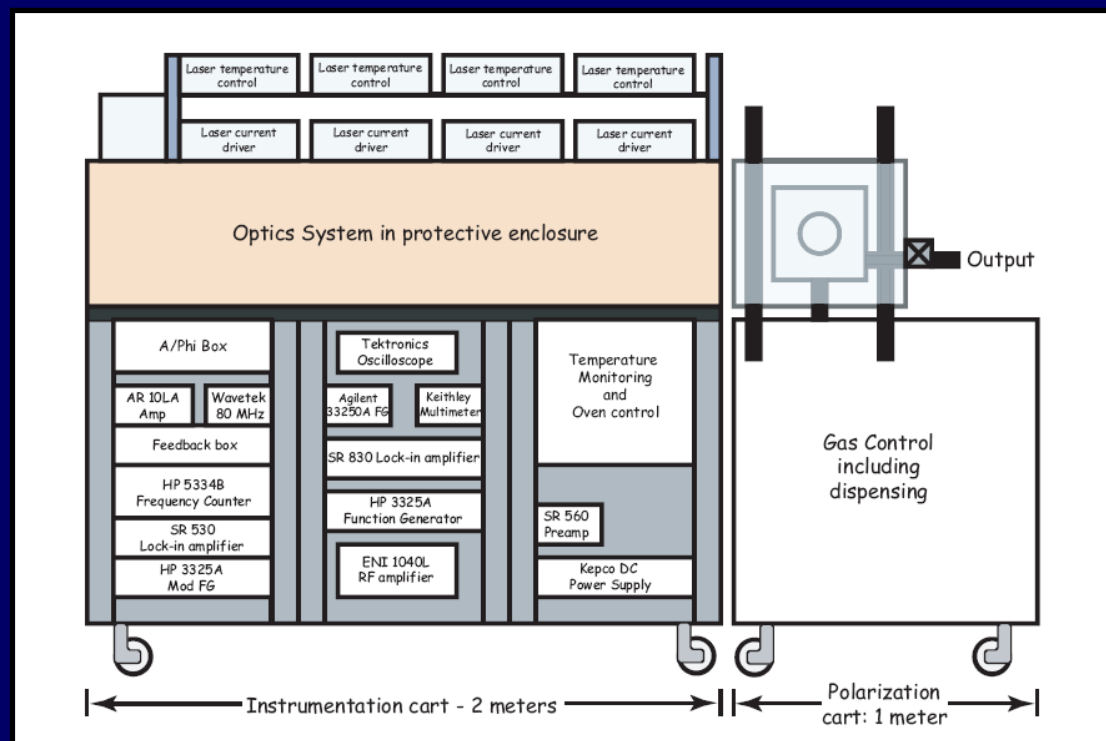 Laser temperature
control
Laser temperature
control
Laser temperature
control
Laser temperature
control
Laser current
driver
Laser current
driver
Laser current
driver
Laser current
driver
Optics System in protective enclosure
Output
A/Phi Box
AR 10LA
Amp
Wavetek
80 MHz
Feedback box
HP 5334B
Frequency Counter
SR 530
Lock-in amplifier
HP 3325A
Mod FG
Tektronics
Oscilloscope
Agilent
33250A FG
Keithley
Multimeter
SR 830 Lock-in amplifier
HP 3325A
Function Generator
ENI 1040L
RF amplifier
Temperature
Monitoring
and
Oven control
SR 560
Preamp
Kepco DC
Power Supply
Gas Control
including
dispensing
Instrumentation cart - 2 meters
Polarization
cart: 1 meter